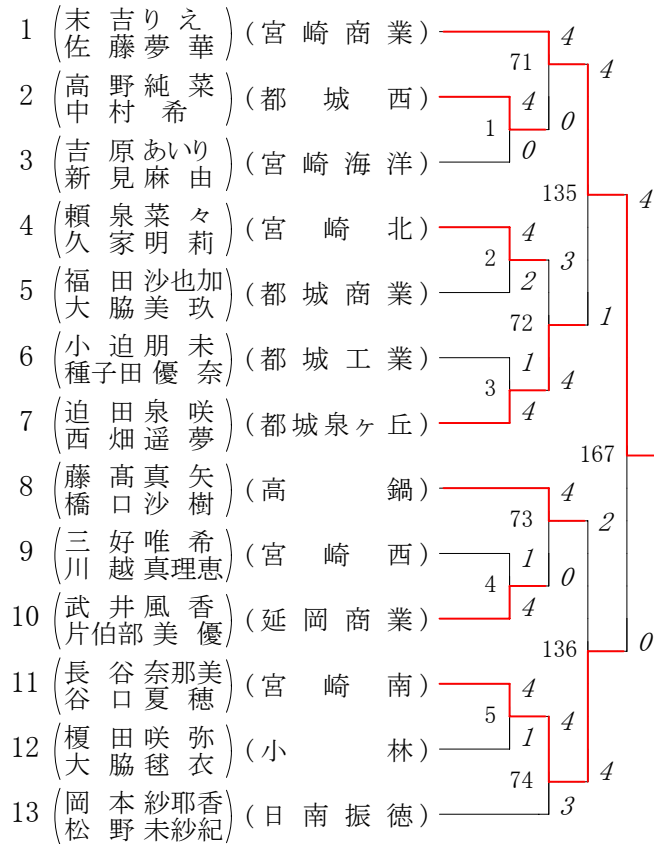 1 末吉りえ (宮崎商業)
佐藤夢華
4
71
4
2 高野純菜 (都城西)
中村希
4
1
0
0
3 吉原あいり (宮崎海洋)
新見麻由
135
4
4 頼泉菜々 (宮崎北)
久家明莉
4
2
3
2
5 福田沙也加 (都城商業)
大脇美玖
72
1
6 小迫朋未 (都城工業)
種子田優奈
1
3
4
4
7 迫田泉咲 (都城泉ヶ丘)
西畑遥夢
167
8 藤髙真矢 (高鍋)
橋口沙樹
4
73
2
9 三好唯希 (宮崎西)
川越真理恵
1
4
0
4
10 武井風香 (延岡商業)
片伯部美優
136
0
11 長谷奈那美 (宮崎南)
谷口夏穂
4
5
4
1
12 榎田咲弥 (小林)
大脇毬衣
74
4
3
13 岡本紗耶香 (日南振徳)
松野未紗紀